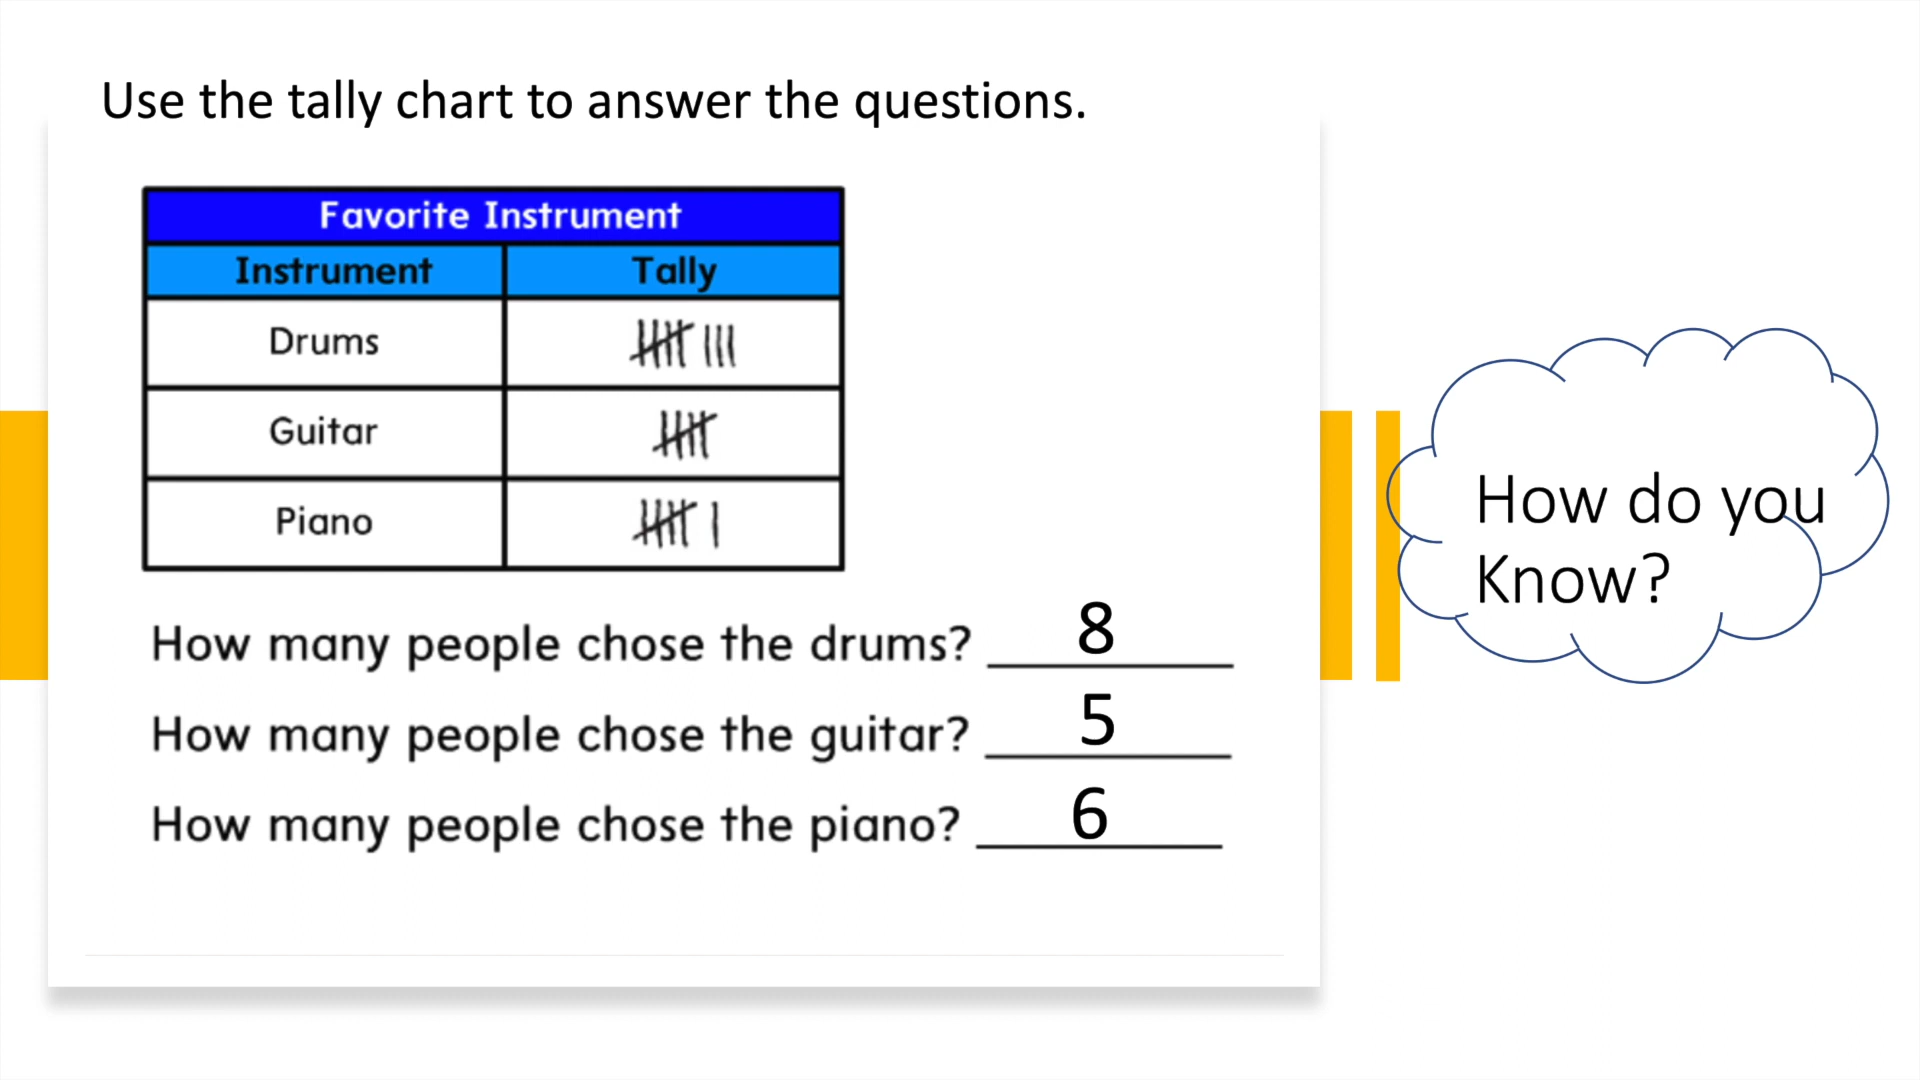 Use the tally chart to answer the questions.
Favorite Instrument
Instrument Tally
Drums
Guitar
Piano
How many people chose the drums? 8
How many people chose the guitar? 5
How many people chose the piano? 6
How do you
Know?